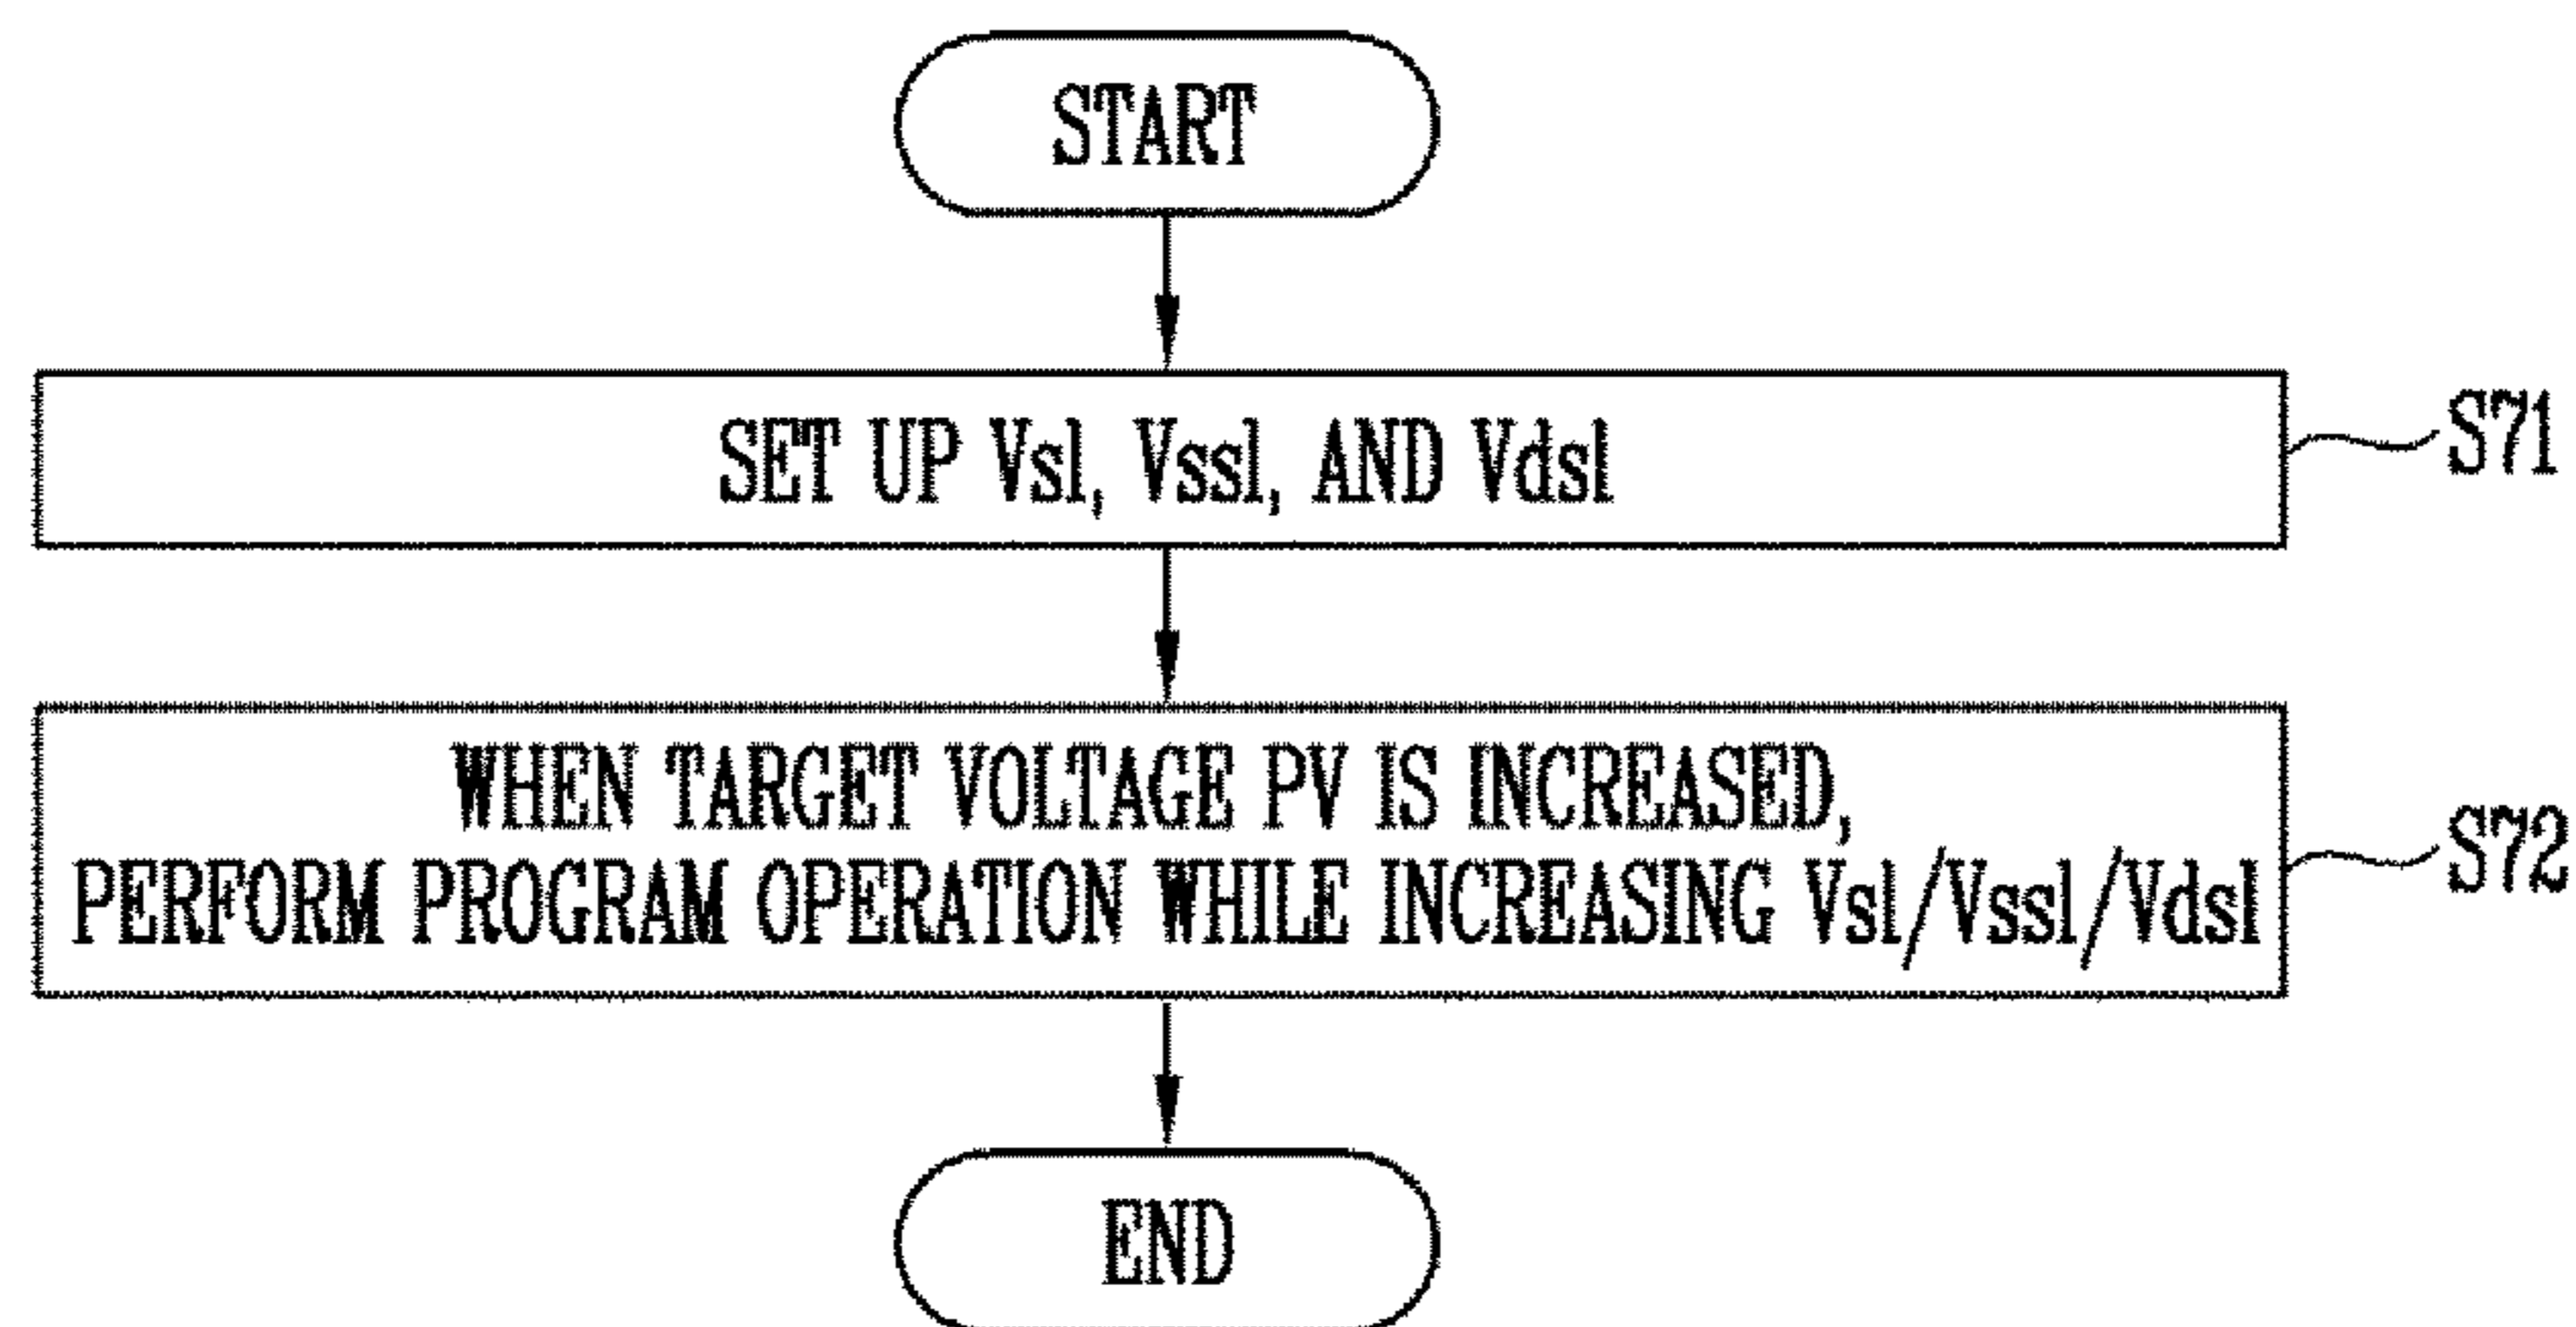 START
SET UP Vsl, Vssl, AND Vdsl
S71
WHEN TARGET VOLTAGE PV IS INCREASED,
PERFORM PROGRAM OPERATION WHILE INCREASING Vsl/Vssl/Vdsl
S72
END